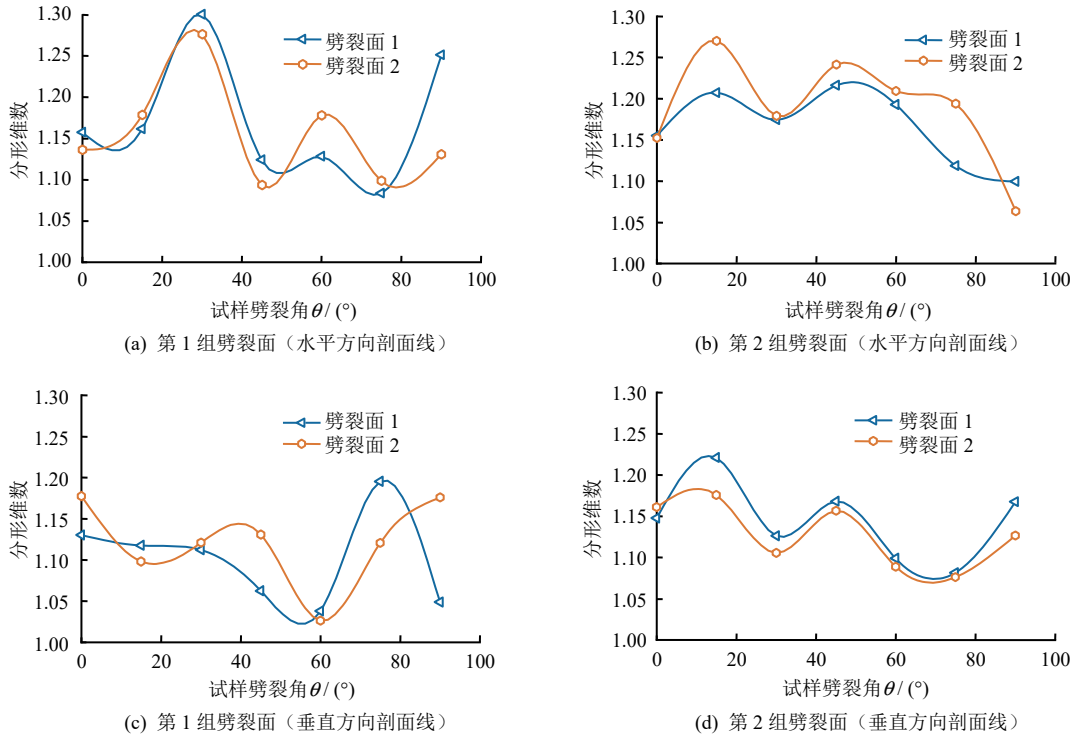 1.30
1.25
1.20
1.15
1.10
1.05
1.00
分形维数
劈裂面 1
劈裂面 2
0 20 40 60 80 100
试样劈裂角θ/ (°)
(a) 第 1 组劈裂面（水平方向剖面线）
1.30
1.25
1.20
1.15
1.10
1.05
1.00
分形维数
劈裂面 1
劈裂面 2
0 20 40 60 80 100
试样劈裂角θ/ (°)
(b) 第 2 组劈裂面（水平方向剖面线）
1.30
1.30
1.20
1.15
1.10
1.05
1.00
分形维数
劈裂面 1
劈裂面 2
0 20 40 60 80 100
试样劈裂角θ/ (°)
(c) 第 1 组劈裂面（垂直方向剖面线）
1.30
1.25
1.20
1.15
1.10
1.05
1.00
分形维数
劈裂面 1
劈裂面 2
0 20 40 60 80 100
试样劈裂角θ/ (°)
(d) 第 2 组劈裂面（垂直方向剖面线）